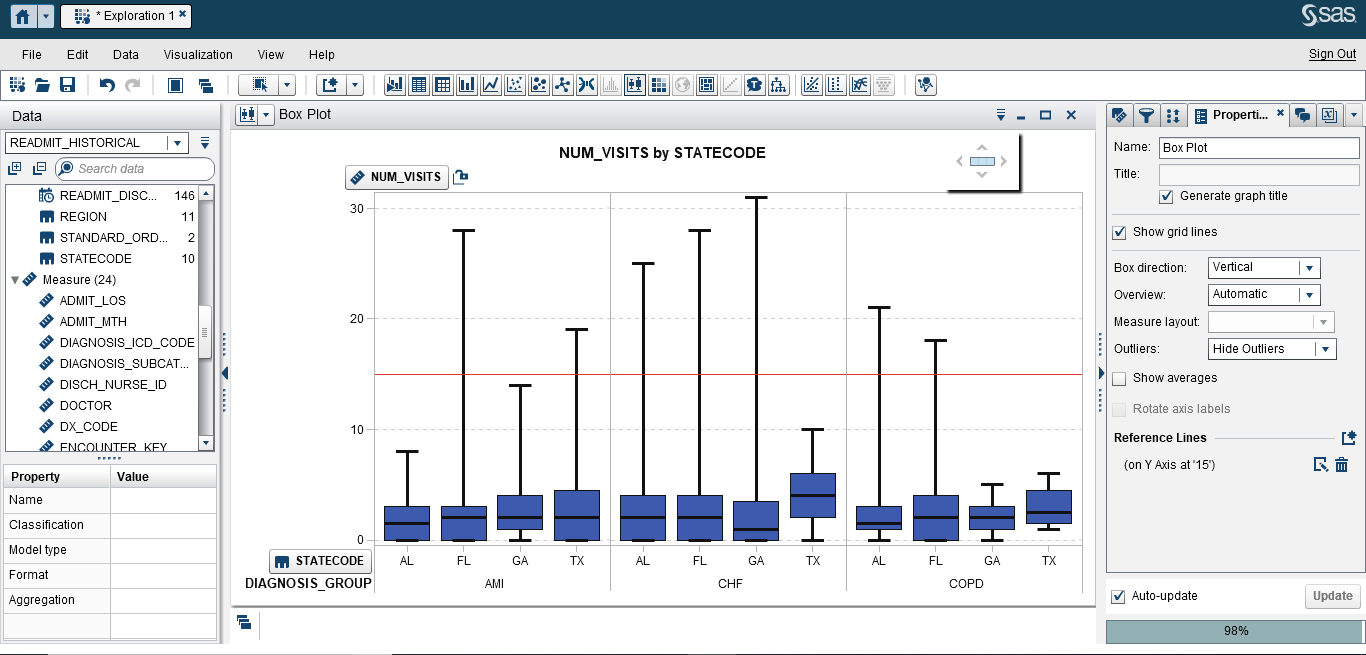 * Exploration 1
sas
File Edit Data Visualization View Help
Sign Out
Data
READMIT_HISTORICAL
Search data
READMIT_DISC... 146
REGION 11
STANDARD_ORD... 2
STATECODE 10
Measure (24)
ADMIT_LOS
ADMIT_MTH
DIAGNOSIS_ICD_CODE
DIAGNOSIS_SUBCAT...
DISCH_NURSE_ID
DOCTOR
DX_CODE
ENCOUNTER_KEY
Property Value
Name
Classification
Model type
Format
Aggregation
Box Plot
NUM_VISITS by STATECODE
NUM_VISITS
30
20
10
0
STATECODE
AL FL GA TX AL FL GA TX AL FL GA TX
DIAGNOSIS_GROUP
AMI CHF COPD
Properti...
Name: Box Plot
Title:
Generate graph title
Show grid lines
Box direction: Vertical
Overview: Automatic
Measure layout:
Outliers: Hide Outliers
Show averages
Rotate axis labels
Reference Lines
(on Y Axis at '15')
Auto-update Update
98%